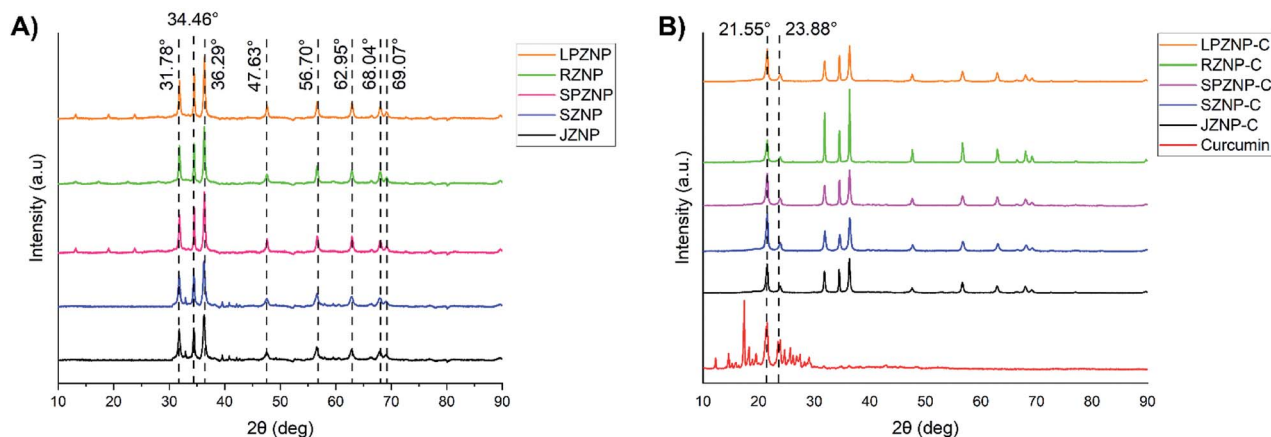 A)
34.46°
31.78°
36.29°
47.63°
56.70°
62.95°
68.04°
69.07°
LPZNP
RZNP
SPZNP
SZNP
JZNP
Intensity (a.u)
10 20 30 40 50 60 70 80 90
2θ (deg)
B)
21.55° 23.88°
LPZNP-C
RZNP-C
SPZNP-C
SZNP-C
JZNP-C
Curcumin
Intensity (a.u.)
10 20 30 40 50 60 70 80 90
2θ (deg)